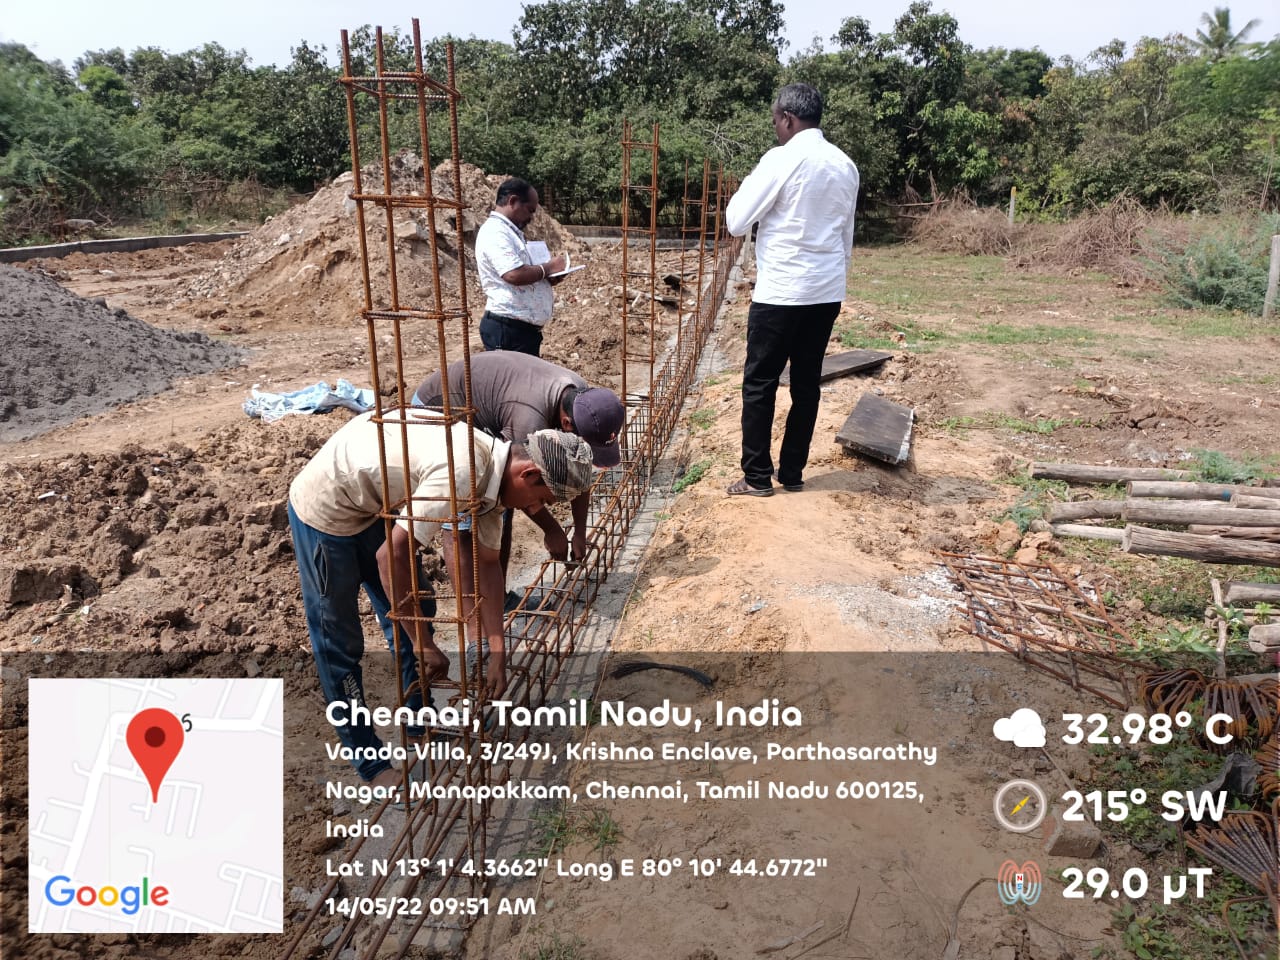 5
Google
Chennai, Tamil Nadu, India
Varada Villa, 3/249J, Krishna Enclave, Parthasarathy
Nagar, Manapakkam, Chennai, Tamil Nadu 600125,
India
Lat N 13° 1' 4.3662" Long E 80° 10' 44.6772"
14/05/22 09:51 AM
32.98° C
215° SW
29.0 µT